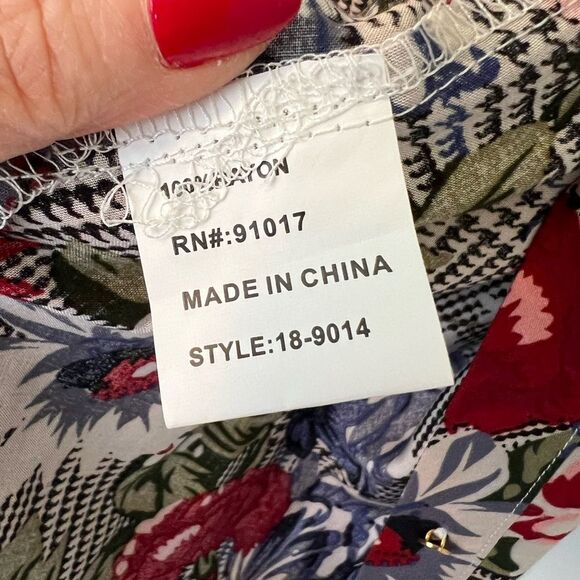 100% RAYON
RN#:91017
MADE IN CHINA
STYLE:18-9014